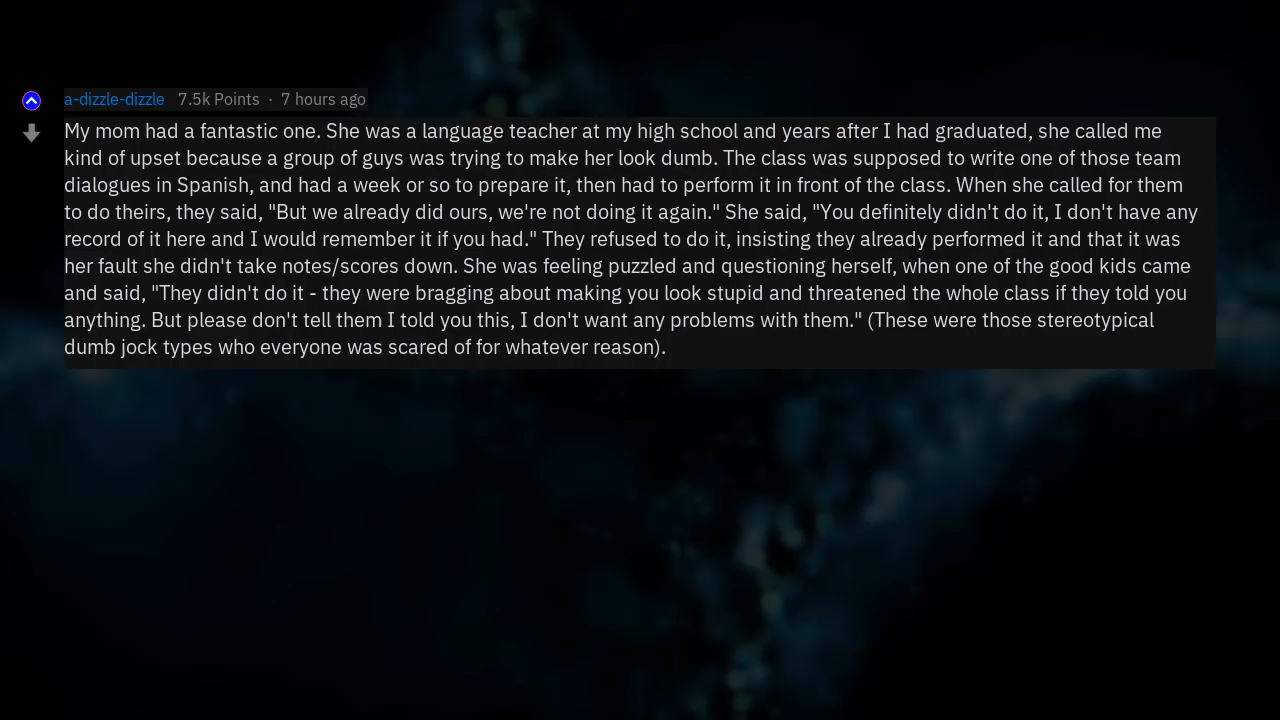 a-dizzle-dizzle 7.5k Points · 7 hours ago
My mom had a fantastic one. She was a language teacher at my high school and years after I had graduated, she called me
kind of upset because a group of guys was trying to make her look dumb. The class was supposed to write one of those team
dialogues in Spanish, and had a week or so to prepare it, then had to perform it in front of the class. When she called for them
to do theirs, they said, "But we already did ours, we're not doing it again." She said, "You definitely didn't do it, I don't have any
record of it here and I would remember it if you had." They refused to do it, insisting they already performed it and that it was
her fault she didn't take notes/scores down. She was feeling puzzled and questioning herself, when one of the good kids came
and said, "They didn't do it - they were bragging about making you look stupid and threatened the whole class if they told you
anything. But please don't tell them I told you this, I don't want any problems with them." (These were those stereotypical
dumb jock types who everyone was scared of for whatever reason).